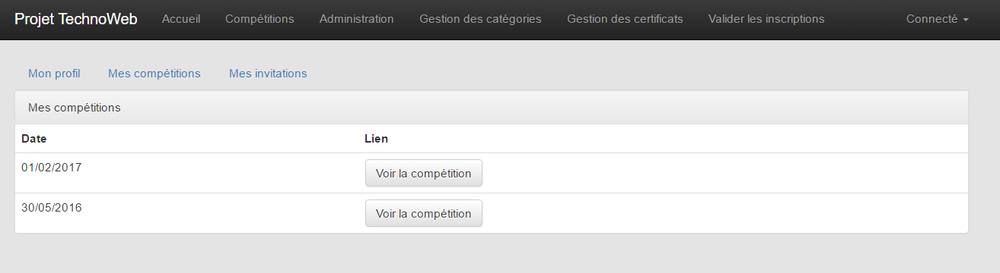 Projet TechnoWeb Accueil Compétitions Administration Gestion des catégories Gestion des certificats Valider les inscriptions Connecté
Mon profil Mes compétitions Mes invitations
Mes compétitions
Date Lien
01/02/2017 Voir la compétition
30/05/2016 Voir la compétition